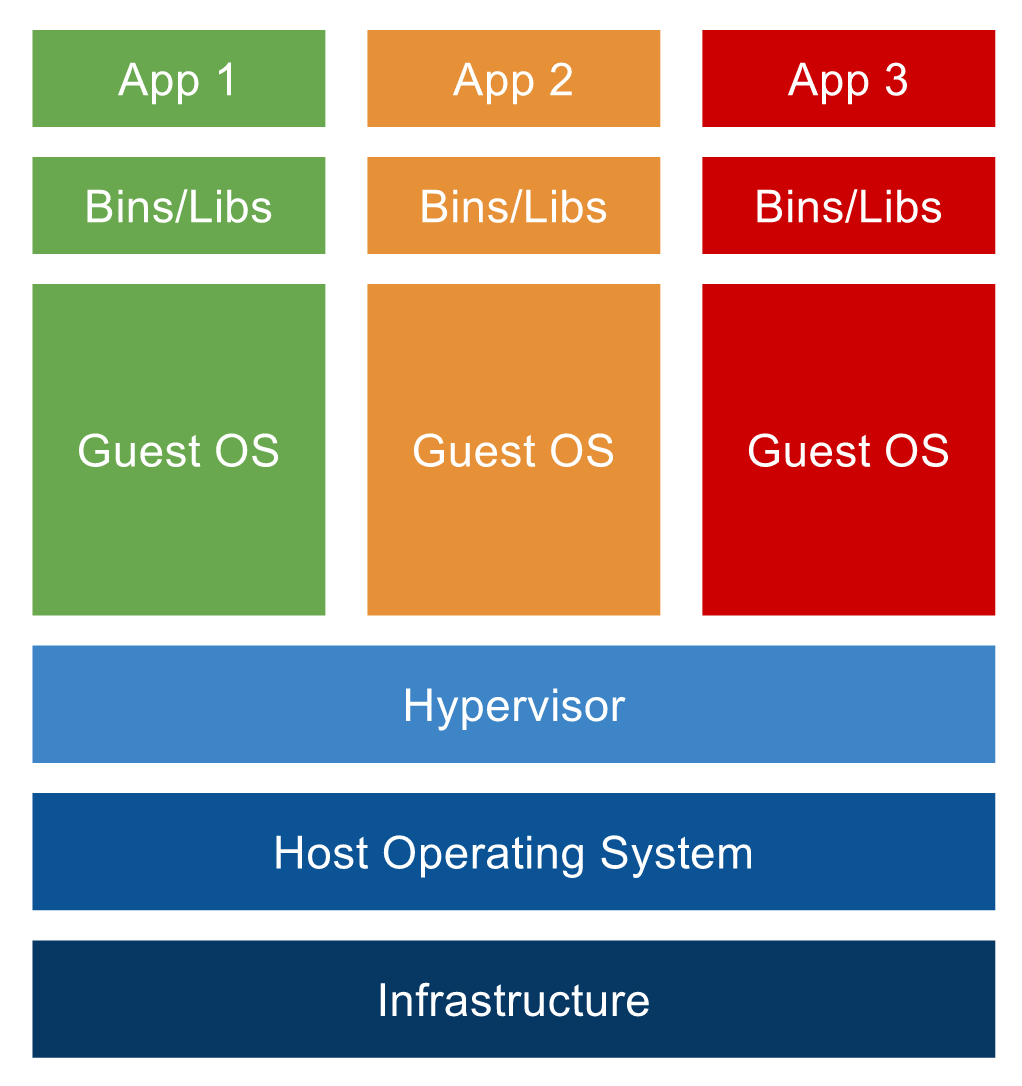 App 1
App 2
App 3
Bins/Libs
Bins/Libs
Bins/Libs
Guest OS
Guest OS
Guest OS
Hypervisor
Host Operating System
Infrastructure